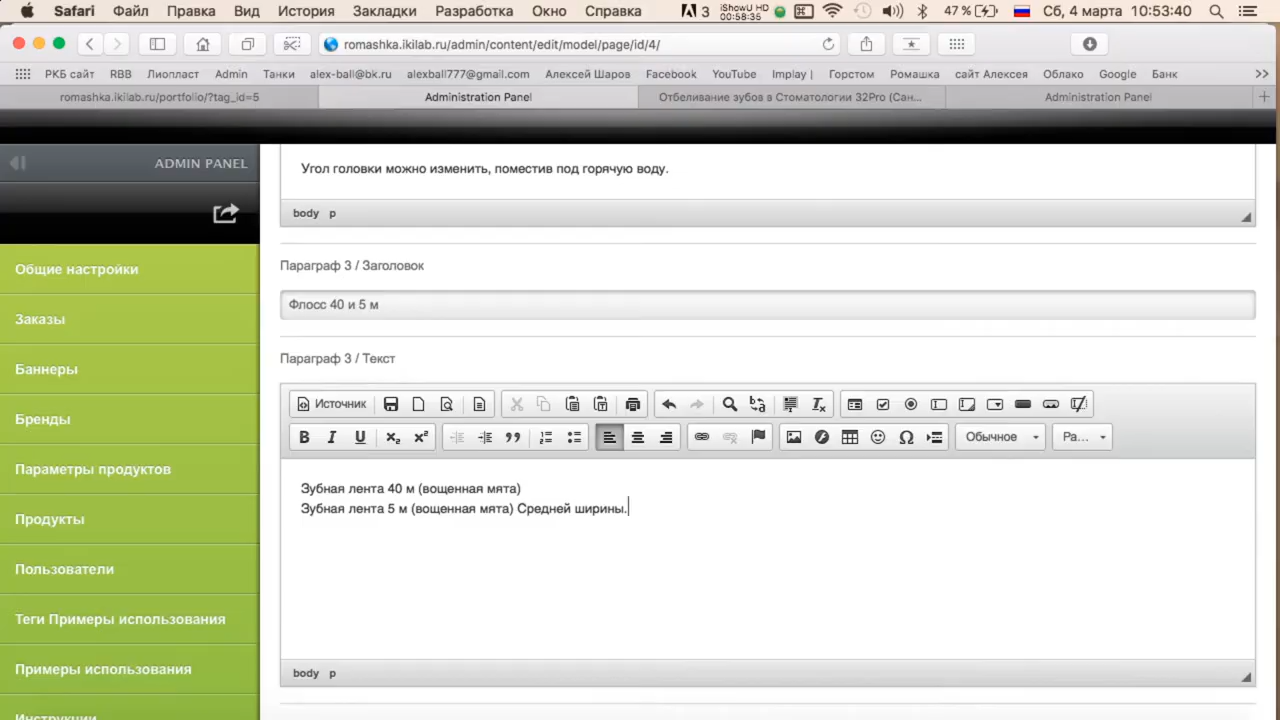 Safari Файл Правка Вид История Закладки Разработка Окно Справка 3 iShowU HD 00:58:35 47 % Сб, 4 марта 10:53:40
romashka.ikilab.ru/admin/content/edit/model/page/id/4/
РКБ сайт RBB Лиопласт Admin Танки alex-ball@bk.ru alexball777@gmail.com Алексей Шаров Facebook YouTube Implay | Горстом Ромашка сайт Алексея Облако Google Банк
romashka.ikilab.ru/portfolio/?tag_id=5 Administration Panel Отбеливание зубов в Стоматологии 32Pro (Сан... Administration Panel
ADMIN PANEL
Общие настройки
Заказы
Баннеры
Бренды
Параметры продуктов
Продукты
Пользователи
Теги Примеры использования
Примеры использования
Инструкции
Угол головки можно изменить, поместив под горячую воду.
body p
Параграф 3 / Заголовок
Флосс 40 и 5 м
Параграф 3 / Текст
Источник
B I U x₂ x² Обычное Ра...
Зубная лента 40 м (вощенная мята)
Зубная лента 5 м (вощенная мята) Средней ширины.
body p